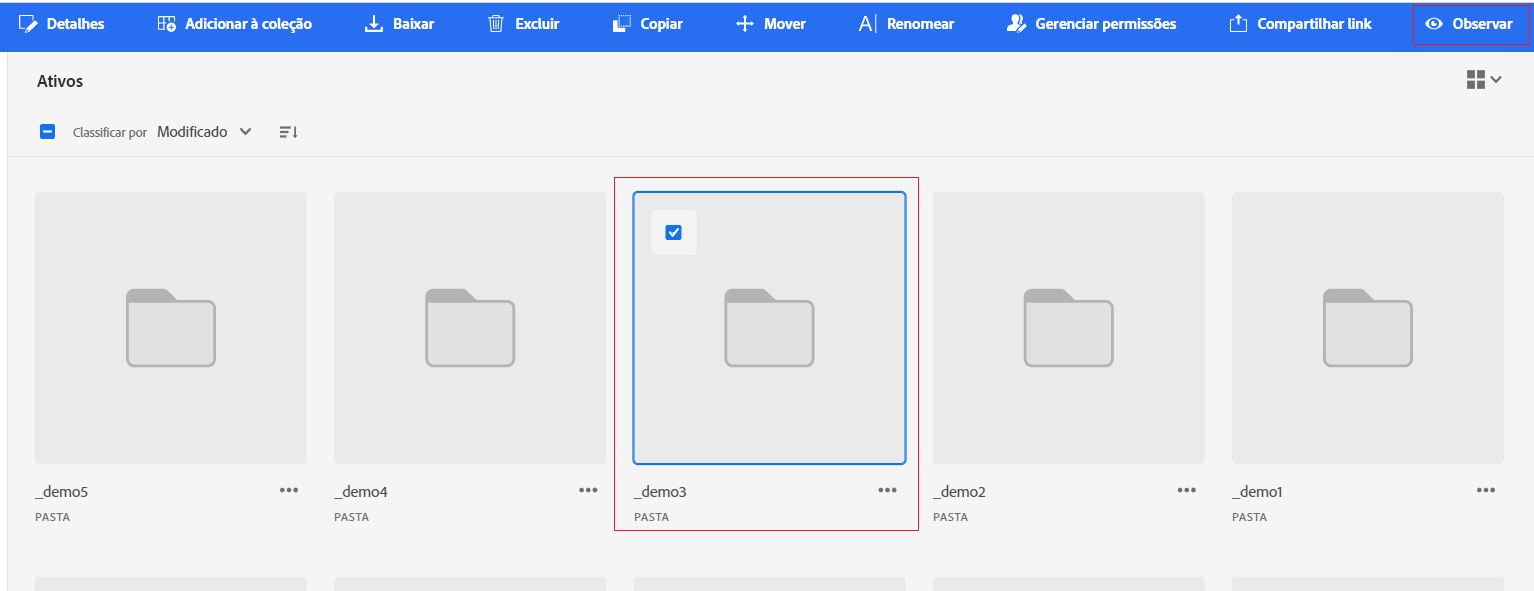 Detalhes Adicionar à coleção Baixar Excluir Copiar Mover Renomear Gerenciar permissões Compartilhar link Observar
Ativos
Classificar por Modificado
_demo5 _demo4 _demo3 _demo2 _demo1
PASTA PASTA PASTA PASTA PASTA